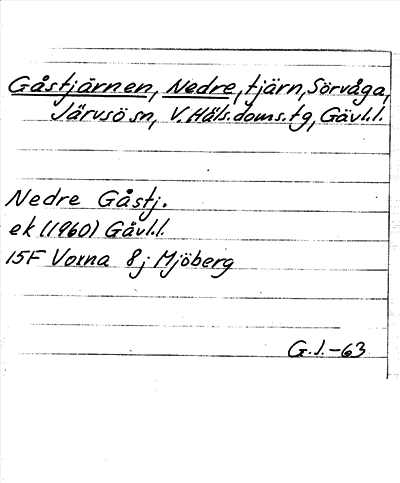 Gåstjärnen, Nedre, tjärn, Sörvåga,
Järvsö sn, V. Häls. doms. tg, Gävl.l.
Nedre Gåstj.
ek (1960) Gävl.l.
15F Voxna 8j Mjöberg
G.I.-63